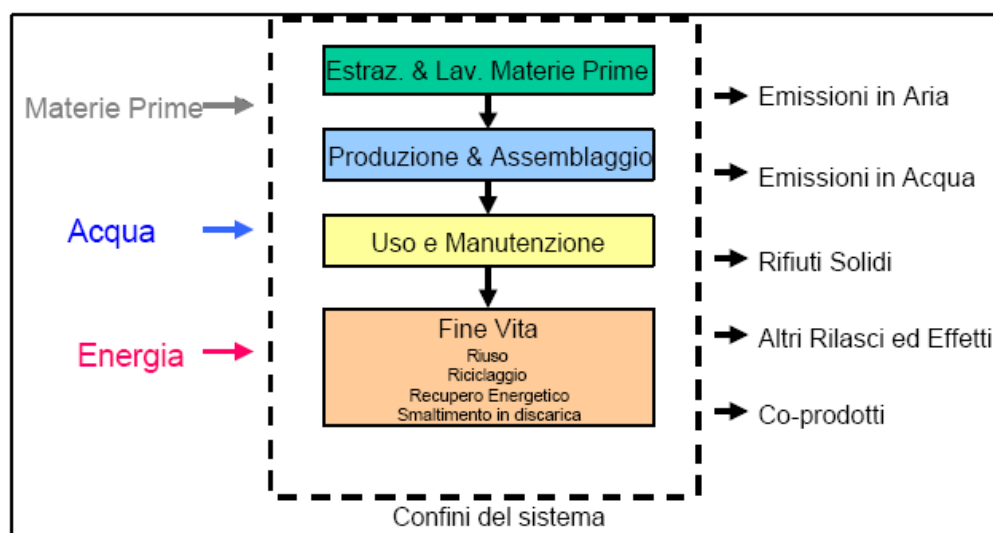 Materie Prime
Acqua
Energia
Estraz. & Lav. Materie Prime
Produzione & Assemblaggio
Uso e Manutenzione
Fine Vita
Riuso
Riciclaggio
Recupero Energetico
Smaltimento in discarica
Confini del sistema
Emissioni in Aria
Emissioni in Acqua
Rifiuti Solidi
Altri Rilasci ed Effetti
Co-prodotti